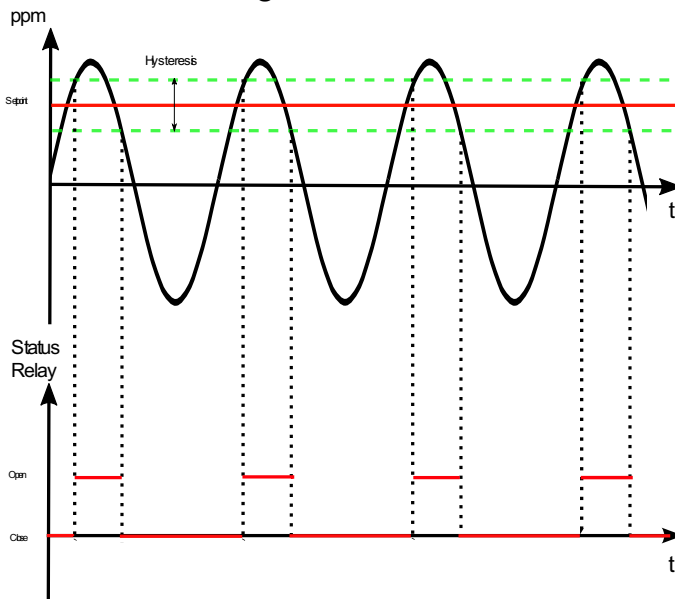 ppm
Hysteresis
Setpoint
t
Status
Relay
Open
Close
t